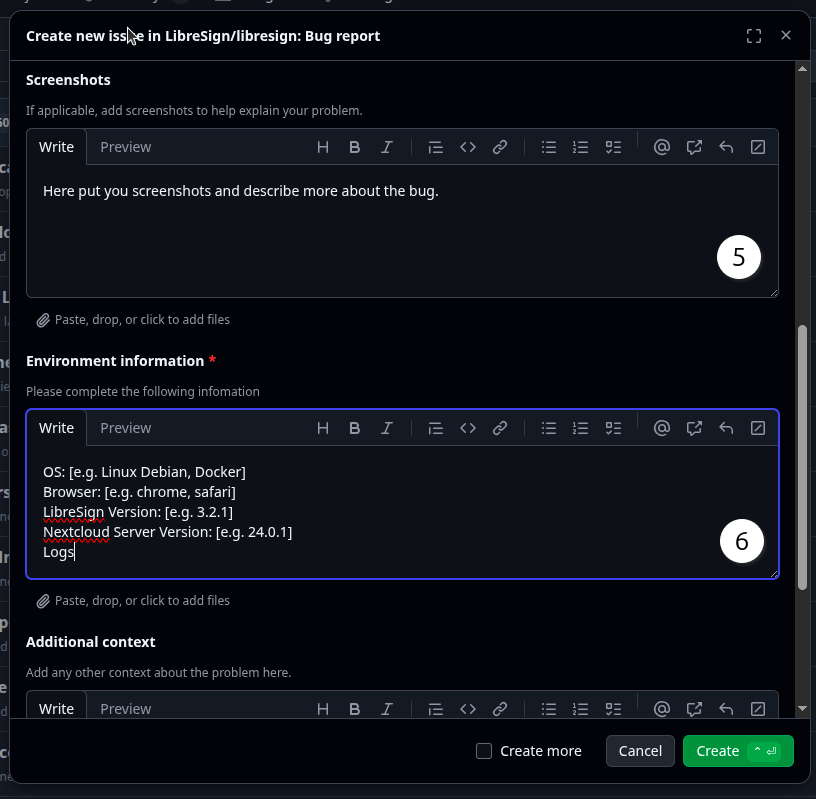 Create new issue in LibreSign/libresign: Bug report
Screenshots
If applicable, add screenshots to help explain your problem.
Write Preview
Here put you screenshots and describe more about the bug.
5
Paste, drop, or click to add files
Environment information *
Please complete the following infomation
Write Preview
OS: [e.g. Linux Debian, Docker]
Browser: [e.g. chrome, safari]
LibreSign Version: [e.g. 3.2.1]
Nextcloud Server Version: [e.g. 24.0.1]
Logs
6
Paste, drop, or click to add files
Additional context
Add any other context about the problem here.
Write Preview
Create more Cancel Create